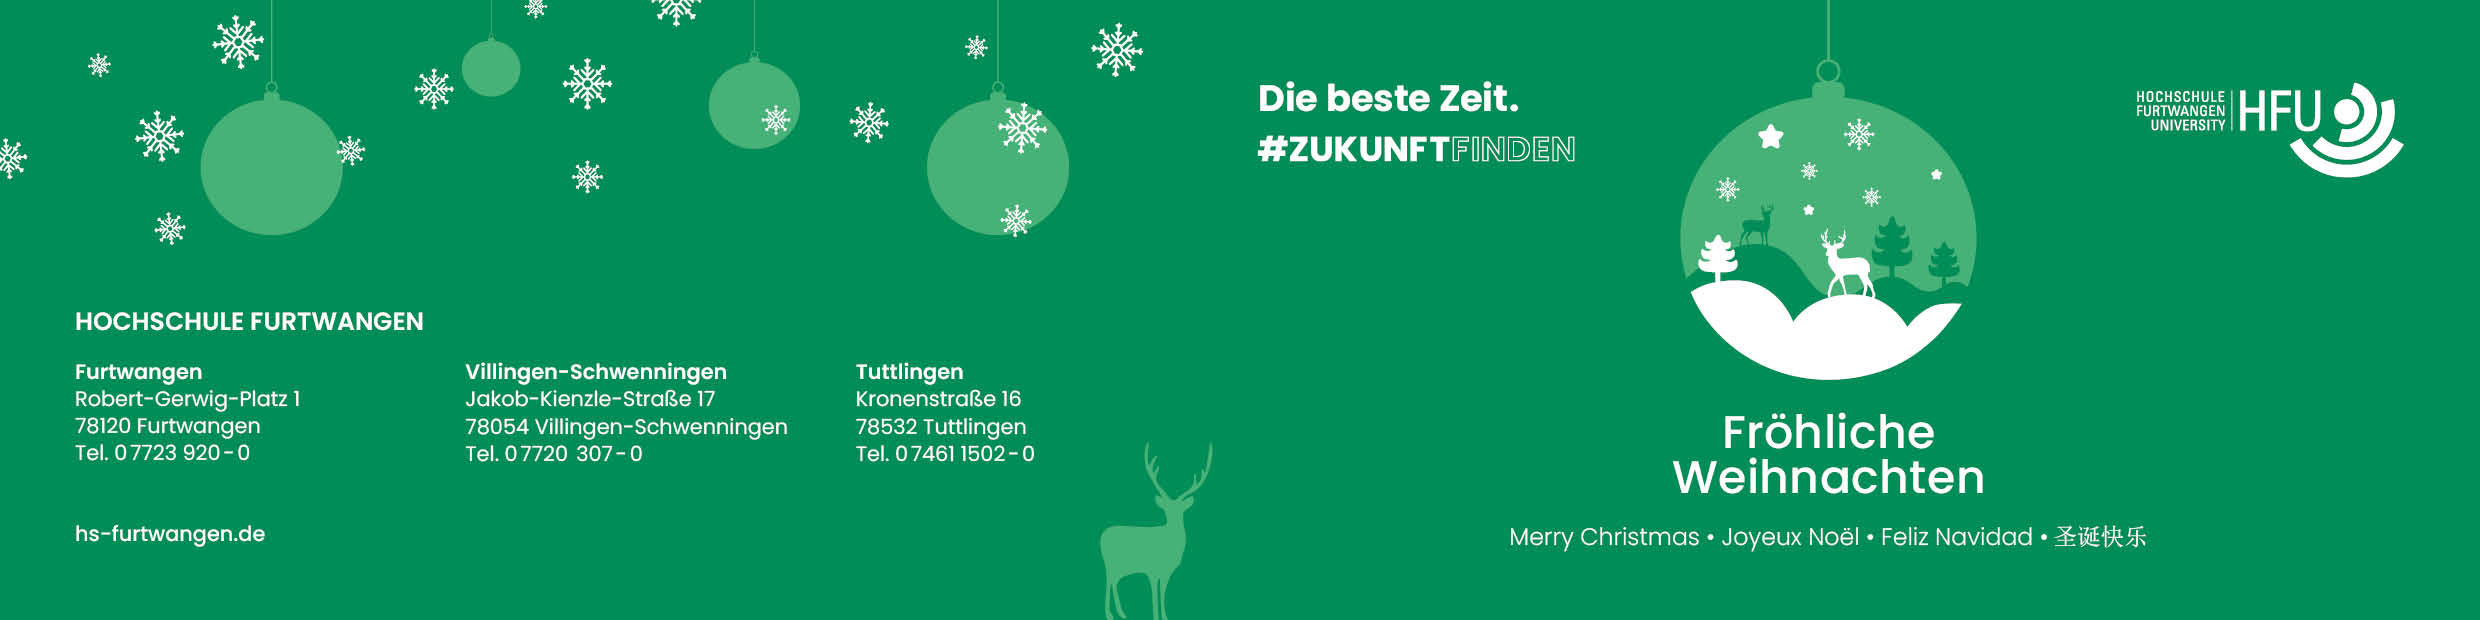 Die beste Zeit.
#ZUKUNFTFINDEN
HOCHSCHULE
FURTWANGEN
UNIVERSITY
HFU
HOCHSCHULE FURTWANGEN
Furtwangen
Robert-Gerwig-Platz 1
78120 Furtwangen
Tel. 07723 920-0
Villingen-Schwenningen
Jakob-Kienzle-Straße 17
78054 Villingen-Schwenningen
Tel. 07720 307-0
Tuttlingen
Kronenstraße 16
78532 Tuttlingen
Tel. 07461 1502-0
hs-furtwangen.de
Fröhliche
Weihnachten
Merry Christmas • Joyeux Noël • Feliz Navidad • 圣诞快乐